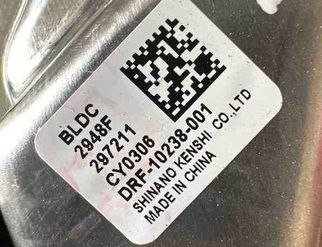 BLDC
2948F
297211
CY0306
DRF-10238-001
SHINANO KENSHI CO.,LTD
MADE IN CHINA